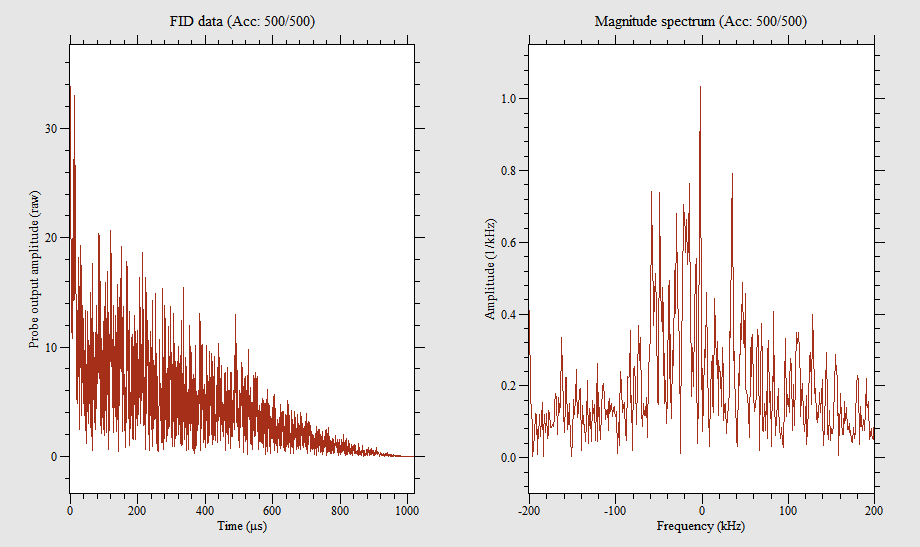 FID data (Acc: 500/500)
Probe output amplitude (raw)
30
20
10
0
0 200 400 600 800 1000
Time (µs)
Magnitude spectrum (Acc: 500/500)
Amplitude (1/kHz)
1.0
0.8
0.6
0.4
0.2
0.0
-200 -100 0 100 200
Frequency (kHz)